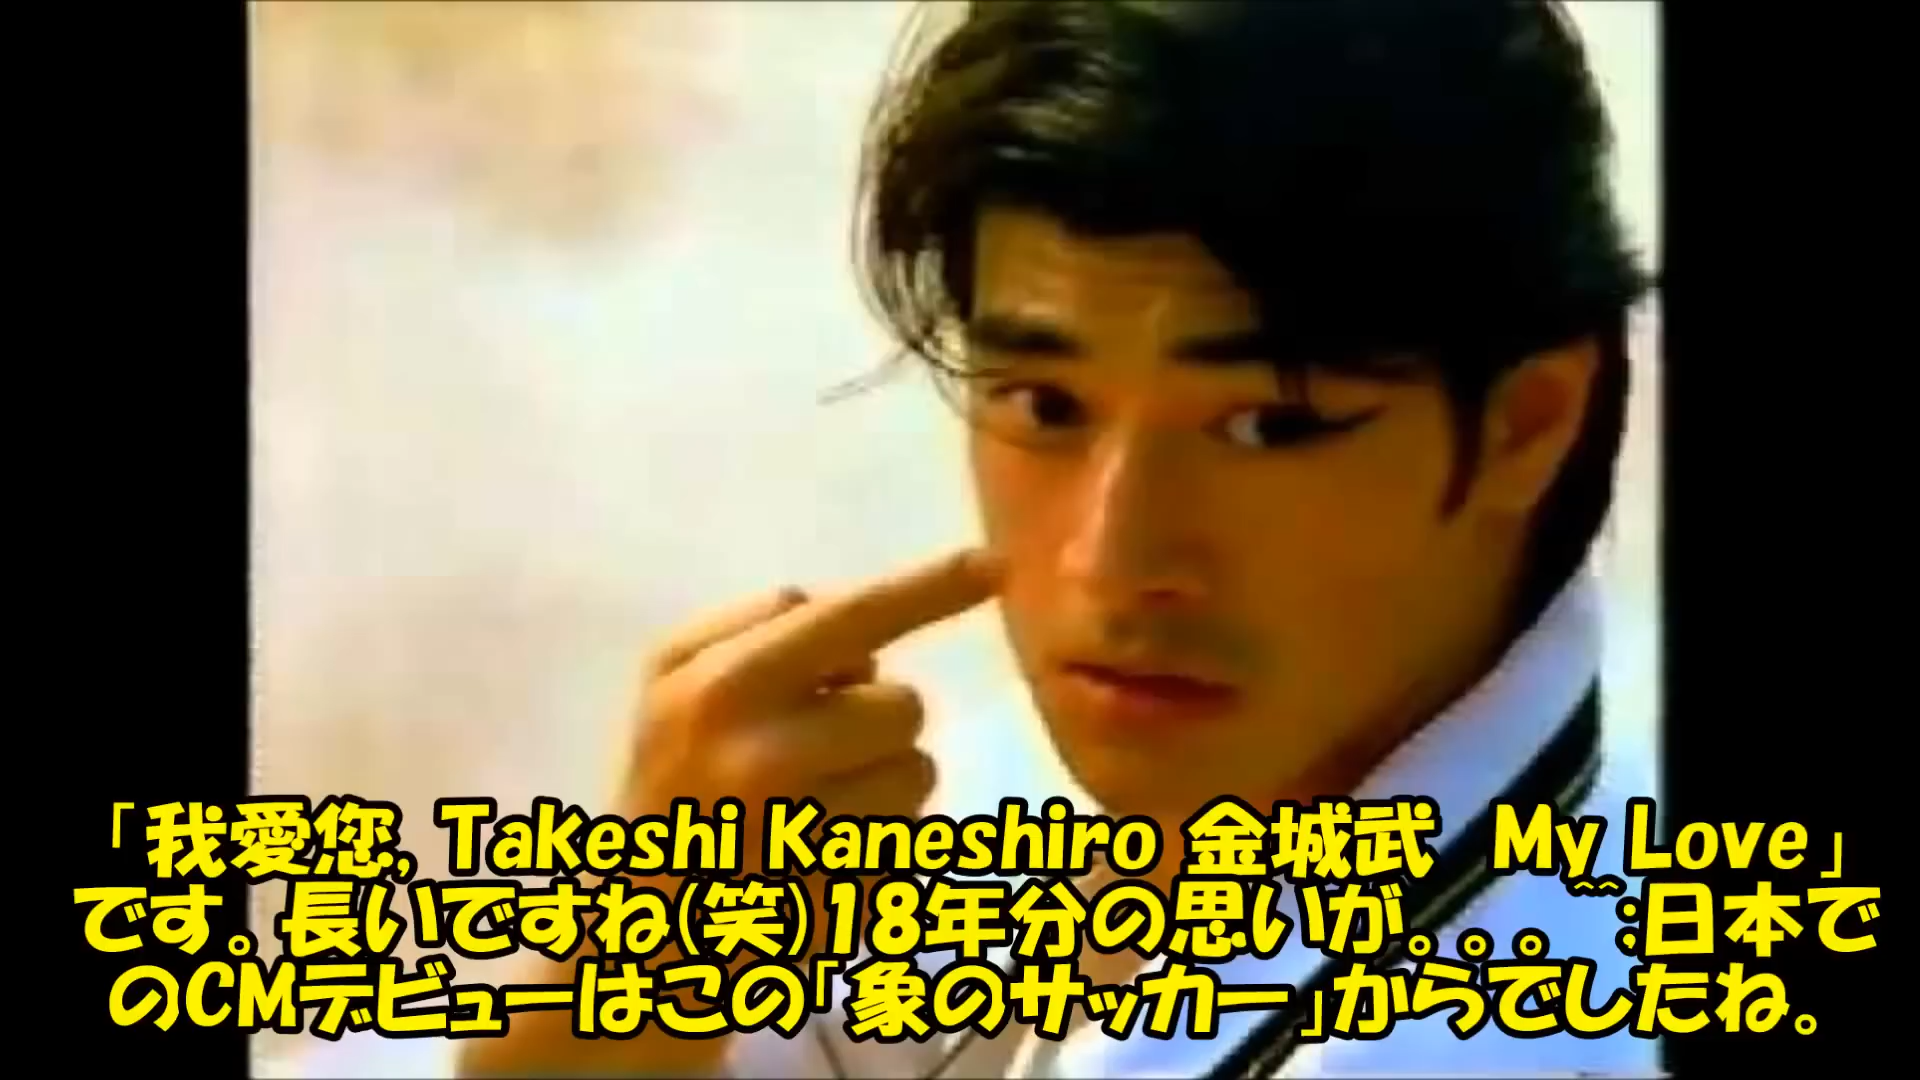 「我愛您, Takeshi Kaneshiro 金城武　My Love」
です。長いですね(笑)18年分の思いが。。。^^;日本で
のCMデビューはこの「象のサッカー」からでしたね。